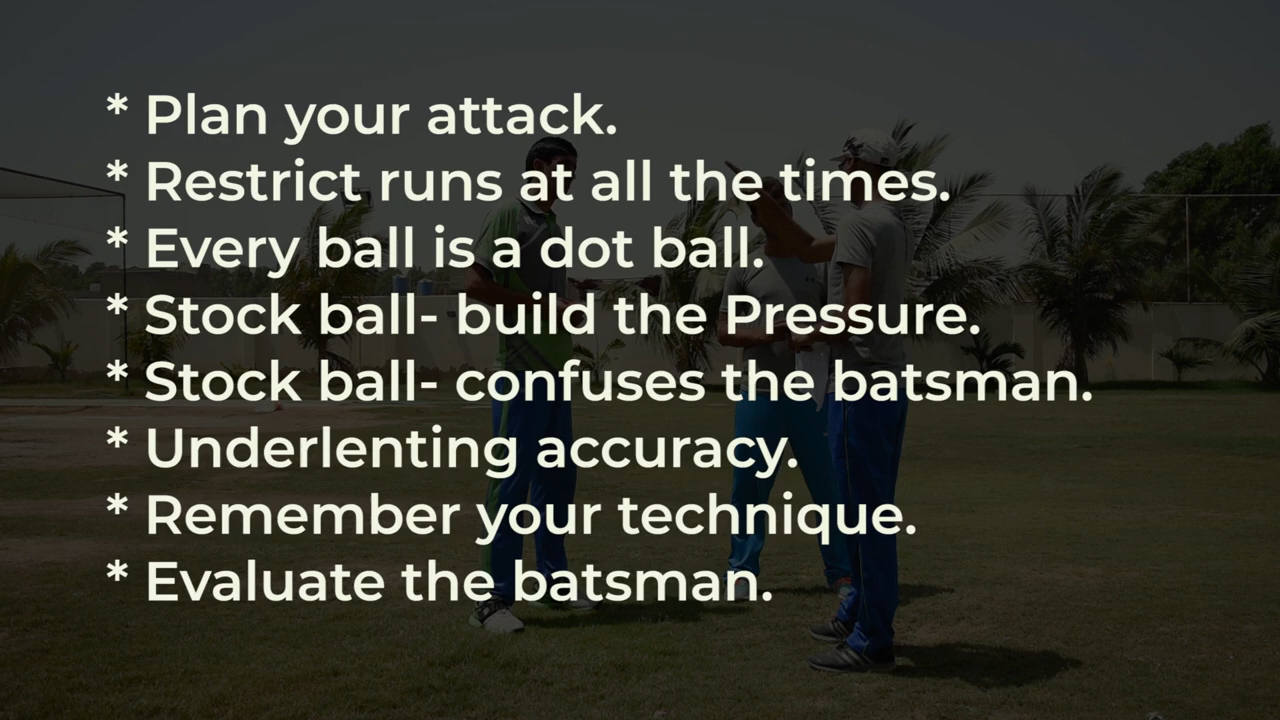 * Plan your attack.
* Restrict runs at all the times.
* Every ball is a dot ball.
* Stock ball- build the Pressure.
* Stock ball- confuses the batsman.
* Underlenting accuracy.
* Remember your technique.
* Evaluate the batsman.